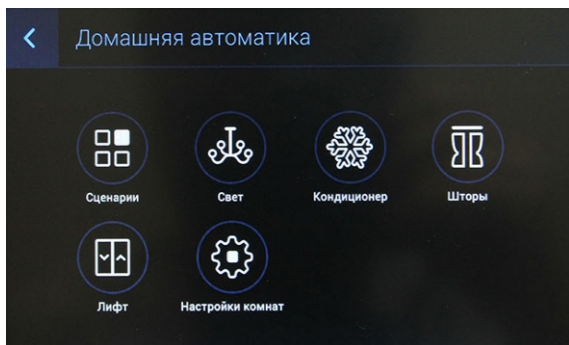 Домашняя автоматика
Сценарии
Свет
Кондиционер
Шторы
Лифт
Настройки комнат